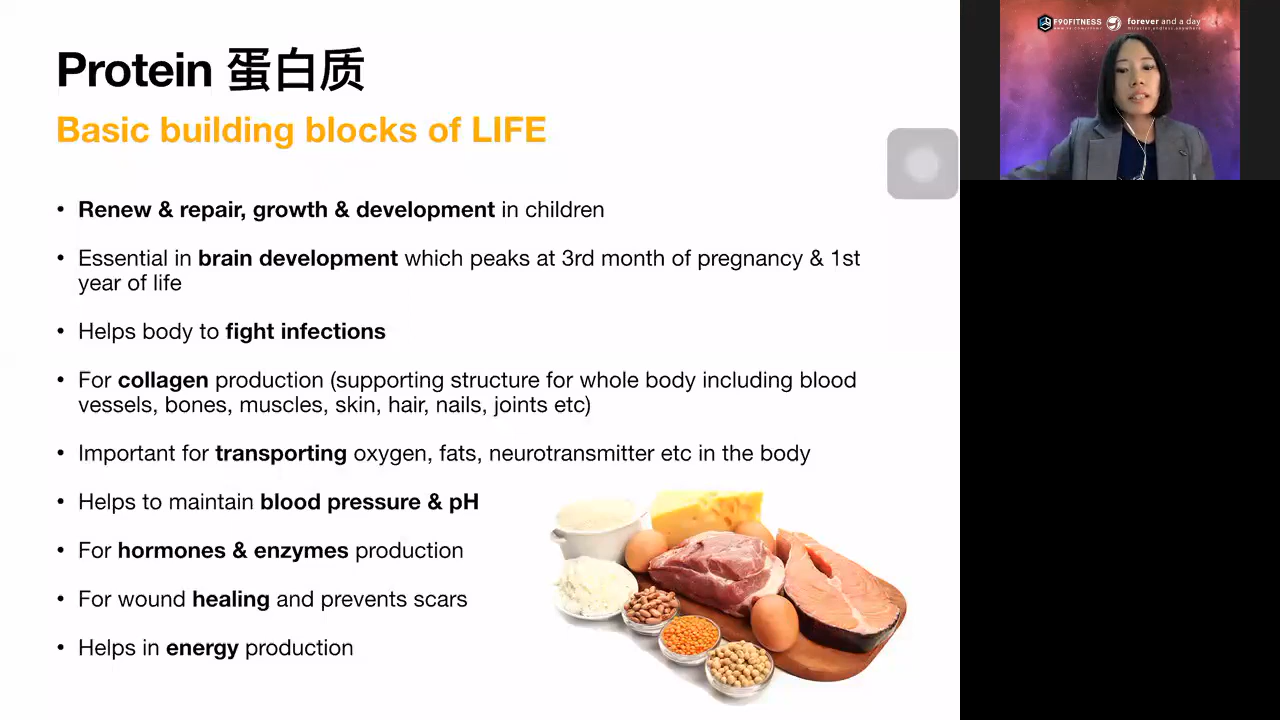 Protein 蛋白质
Basic building blocks of LIFE
• Renew & repair, growth & development in children
• Essential in brain development which peaks at 3rd month of pregnancy & 1st
year of life
• Helps body to fight infections
• For collagen production (supporting structure for whole body including blood
vessels, bones, muscles, skin, hair, nails, joints etc)
• Important for transporting oxygen, fats, neurotransmitter etc in the body
• Helps to maintain blood pressure & pH
• For hormones & enzymes production
• For wound healing and prevents scars
• Helps in energy production
F90FITNESS
forever and a day